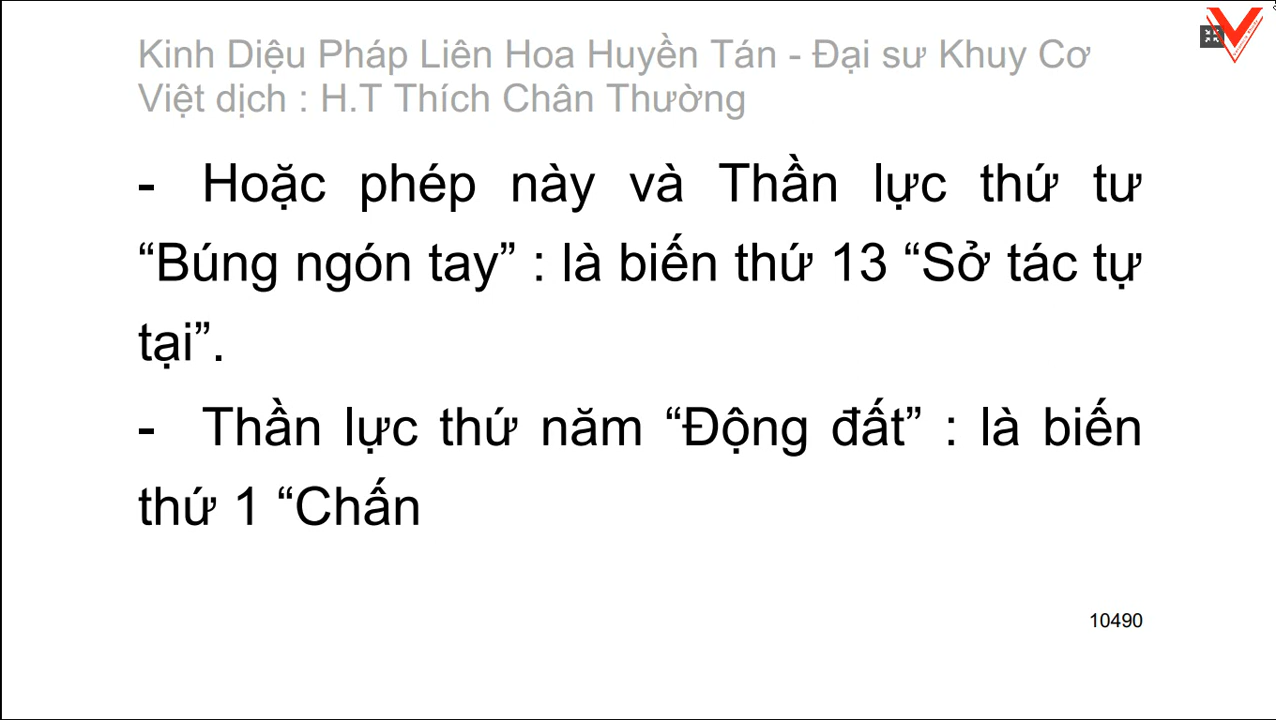 Kinh Diệu Pháp Liên Hoa Huyền Tán - Đại sư Khuy Cơ
Việt dịch : H.T Thích Chân Thường
- Hoặc phép này và Thần lực thứ tư
“Búng ngón tay” : là biến thứ 13 “Sở tác tự
tại”.
- Thần lực thứ năm “Động đất” : là biến
thứ 1 “Chấn
10490